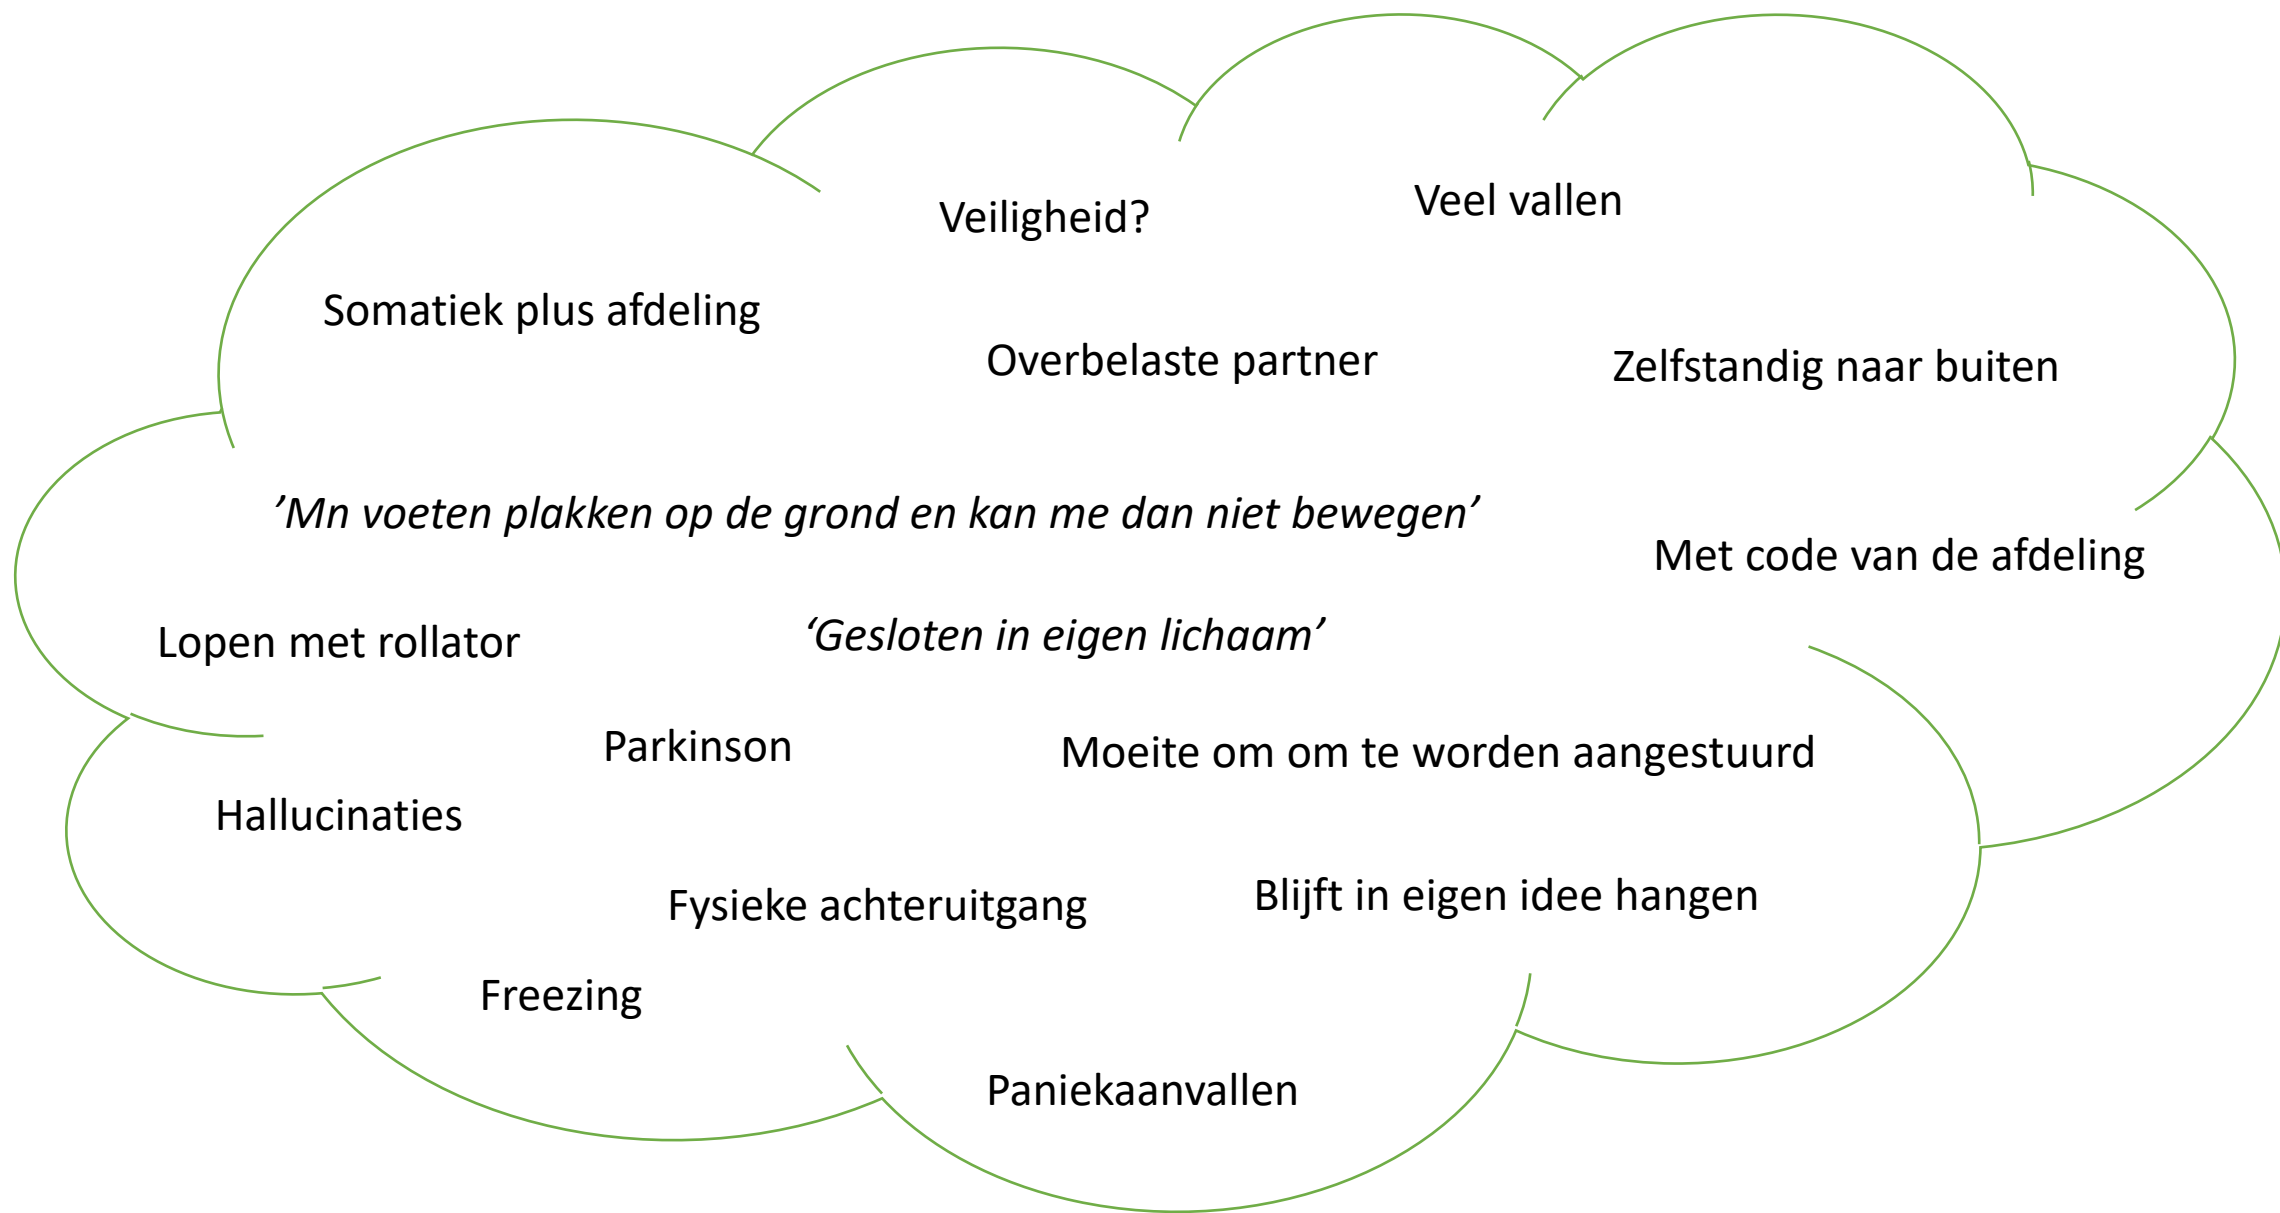 Veiligheid?
Veel vallen
Somatiek plus afdeling
Overbelaste partner
Zelfstandig naar buiten
’Mn voeten plakken op de grond en kan me dan niet bewegen’
Met code van de afdeling
Lopen met rollator
‘Gesloten in eigen lichaam’
Parkinson
Moeite om om te worden aangestuurd
Hallucinaties
Fysieke achteruitgang
Blijft in eigen idee hangen
Freezing
Paniekaanvallen